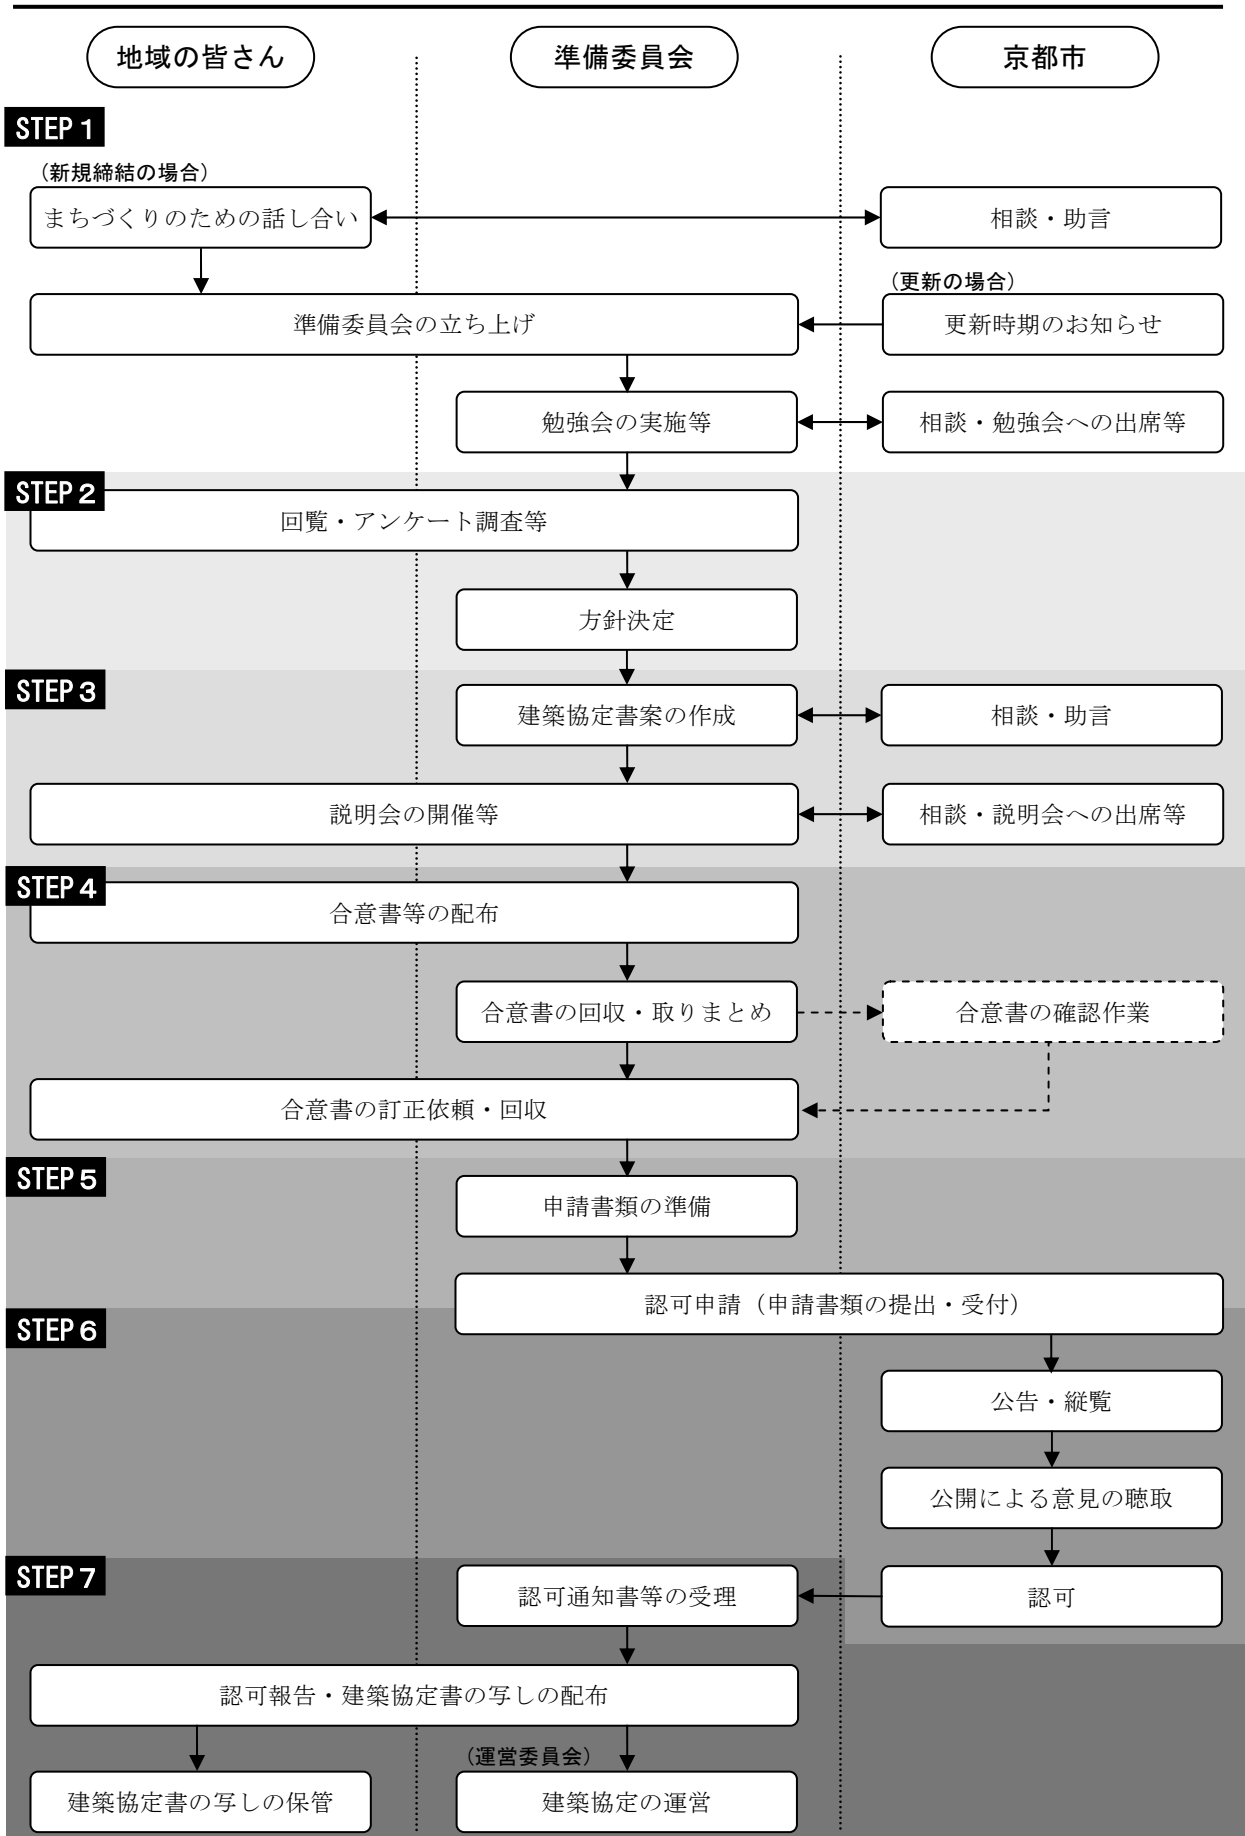 地域の皆さん
準備委員会
京都市
STEP 1
(新規締結の場合)
まちづくりのための話し合い
相談・助言
(更新の場合)
準備委員会の立ち上げ
更新時期のお知らせ
勉強会の実施等
相談・勉強会への出席等
STEP 2
回覧・アンケート調査等
方針決定
STEP 3
建築協定書案の作成
相談・助言
説明会の開催等
相談・説明会への出席等
STEP 4
合意書等の配布
合意書の回収・取りまとめ
合意書の確認作業
合意書の訂正依頼・回収
STEP 5
申請書類の準備
認可申請（申請書類の提出・受付）
STEP 6
公告・縦覧
公開による意見の聴取
STEP 7
認可通知書等の受理
認可
認可報告・建築協定書の写しの配布
(運営委員会)
建築協定書の写しの保管
建築協定の運営